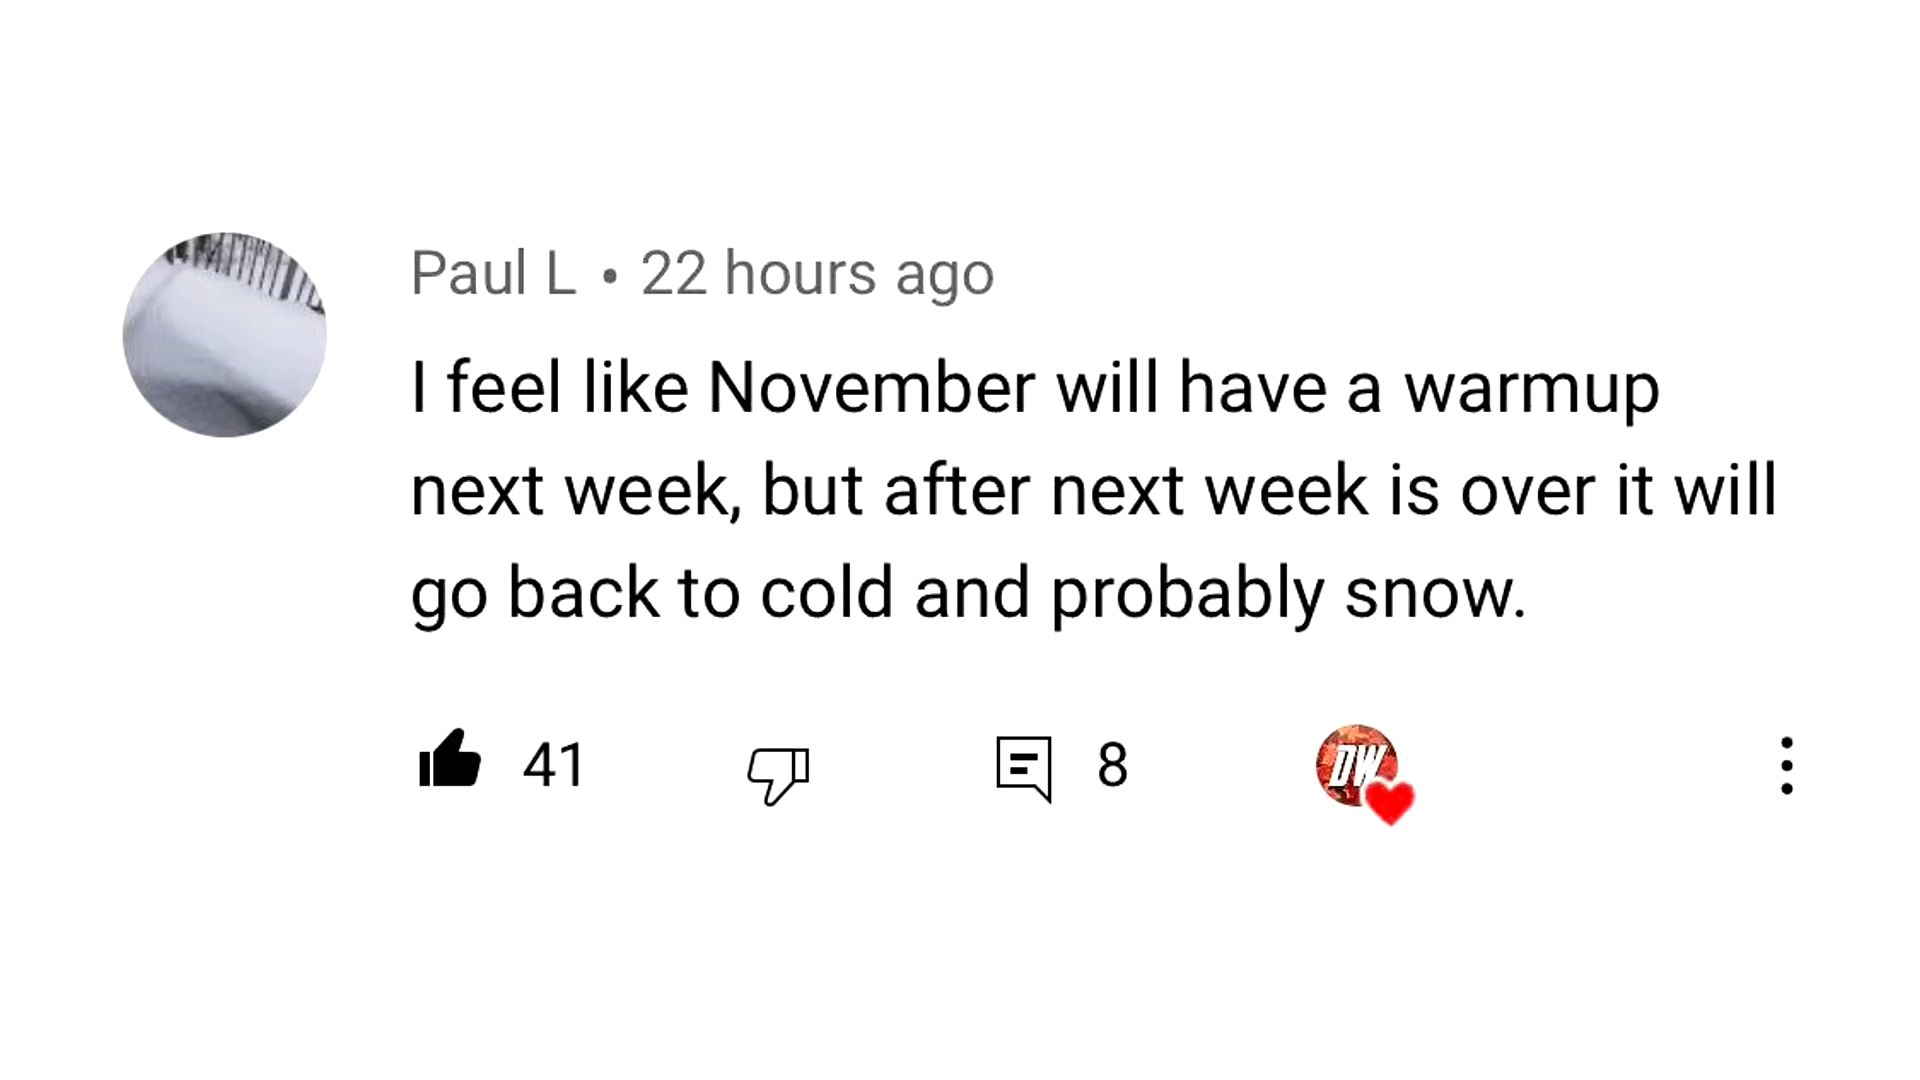 Paul L • 22 hours ago
I feel like November will have a warmup
next week, but after next week is over it will
go back to cold and probably snow.
41 8 DW